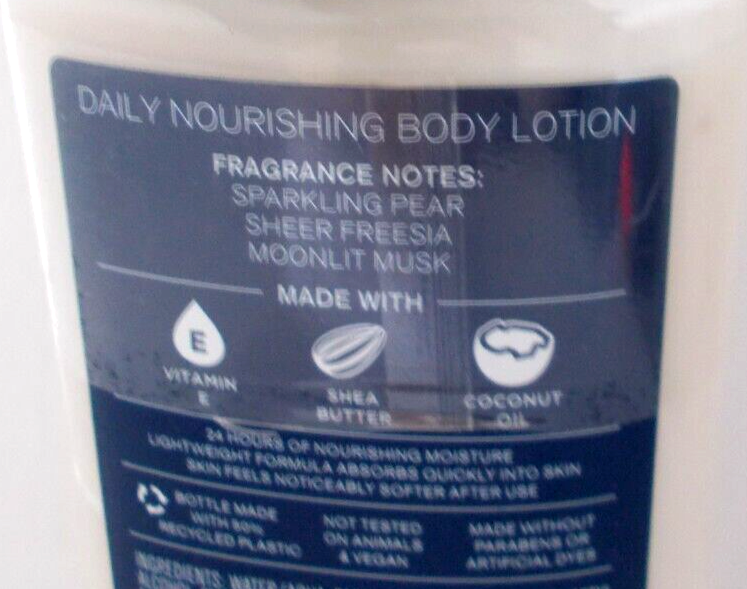 DAILY NOURISHING BODY LOTION
FRAGRANCE NOTES:
SPARKLING PEAR
SHEER FREESIA
MOONLIT MUSK
MADE WITH
E
VITAMIN
E
SHEA
BUTTER
COCONUT
OIL
24 HOURS OF NOURISHING MOISTURE
LIGHTWEIGHT FORMULA ABSORBS QUICKLY INTO SKIN
SKIN FEELS NOTICEABLY SOFTER AFTER USE
BOTTLE MADE
WITH 50%
RECYCLED PLASTIC
NOT TESTED
ON ANIMALS
& VEGAN
MADE WITHOUT
PARABENS OR
ARTIFICIAL DYES
INGREDIENTS: WATER